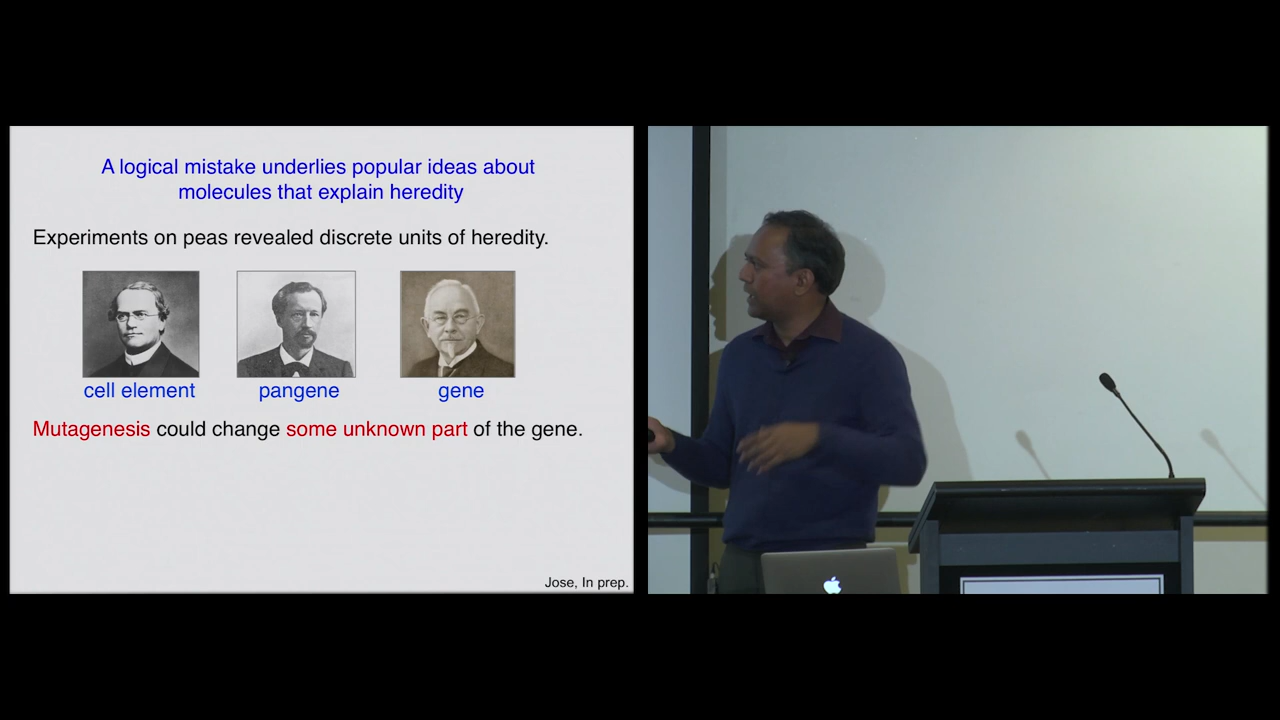 A logical mistake underlies popular ideas about
molecules that explain heredity
Experiments on peas revealed discrete units of heredity.
cell element pangene gene
Mutagenesis could change some unknown part of the gene.
Jose, In prep.